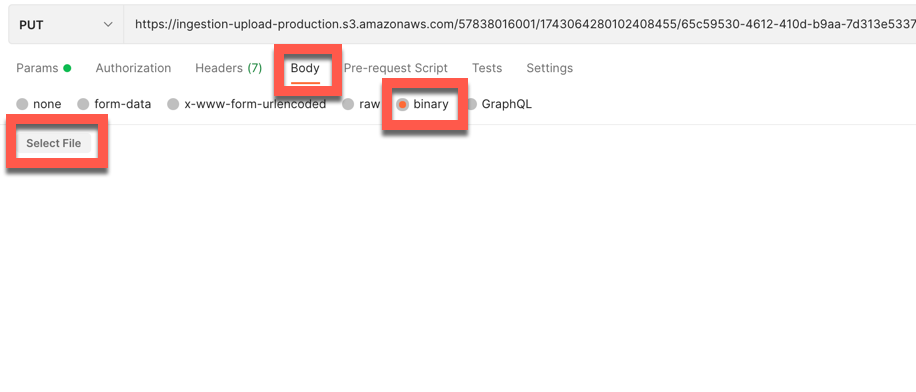 PUT https://ingestion-upload-production.s3.amazonaws.com/57838016001/1743064280102408455/65c59530-4612-410d-b9aa-7d313e5337
Params Authorization Headers (7) Body Pre-request Script Tests Settings
none form-data x-www-form-urlencoded raw binary GraphQL
Select File